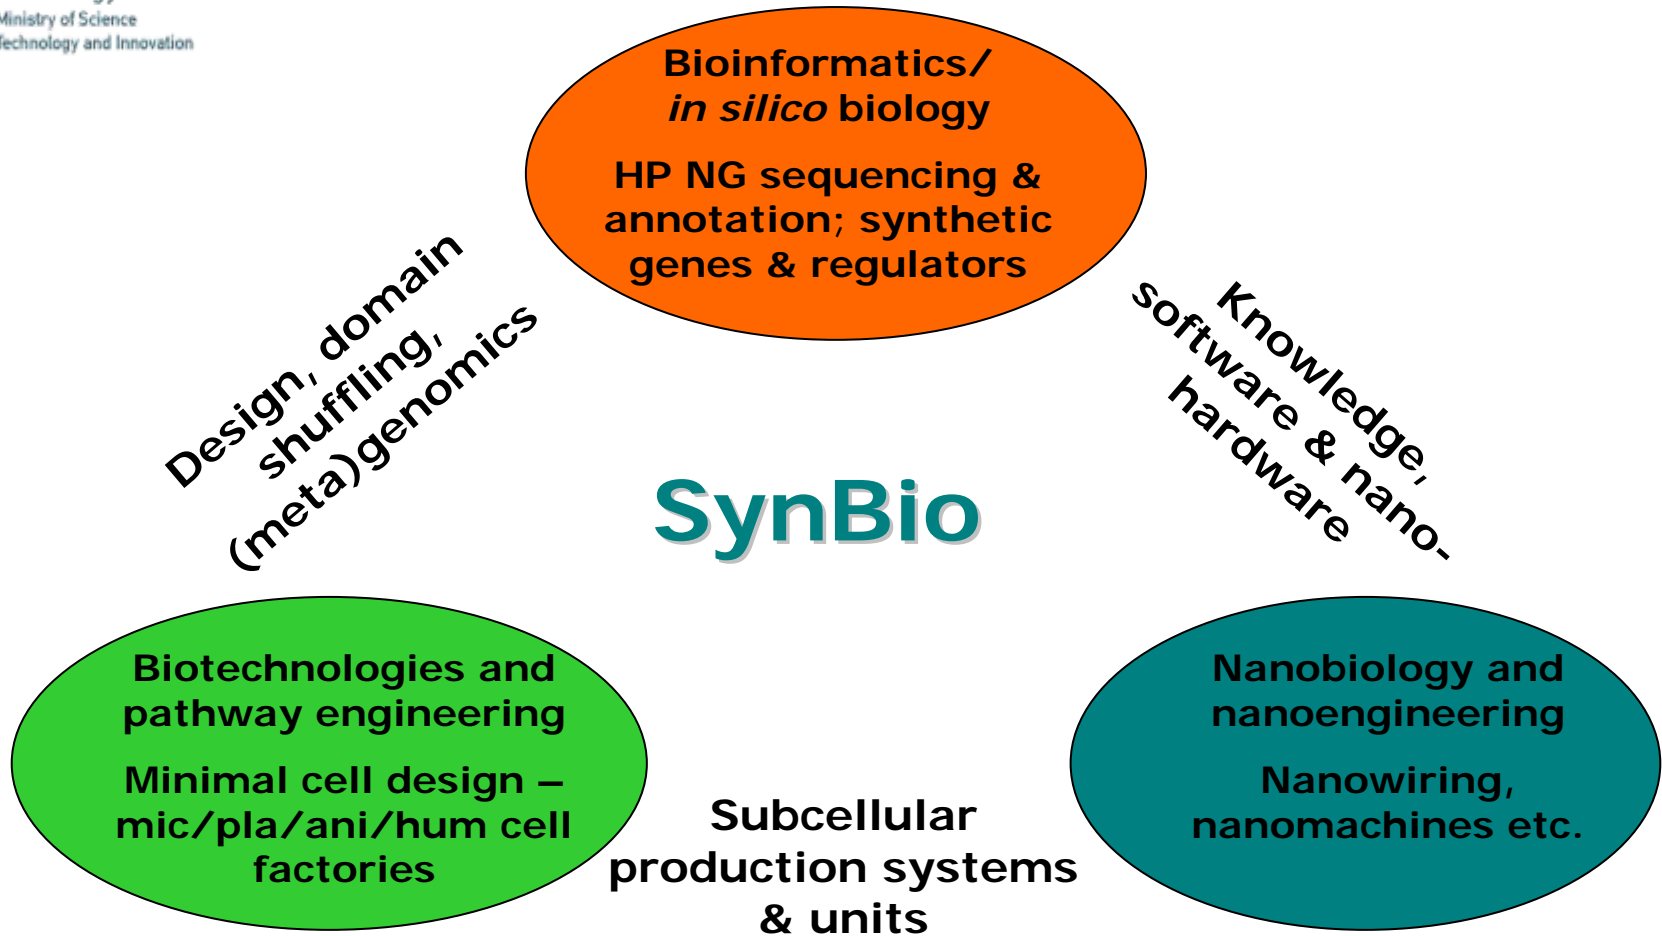 Ministry of Science
Technology and Innovation
Bioinformatics/
in silico biology
HP NG sequencing &
annotation; synthetic
genes & regulators
Design, domain
shuffling,
(meta)genomics
Knowledge,
software & nano-
hardware
SynBio
Biotechnologies and
pathway engineering
Minimal cell design –
mic/pla/ani/hum cell
factories
Subcellular
production systems
& units
Nanobiology and
nanoengineering
Nanowiring,
nanomachines etc.